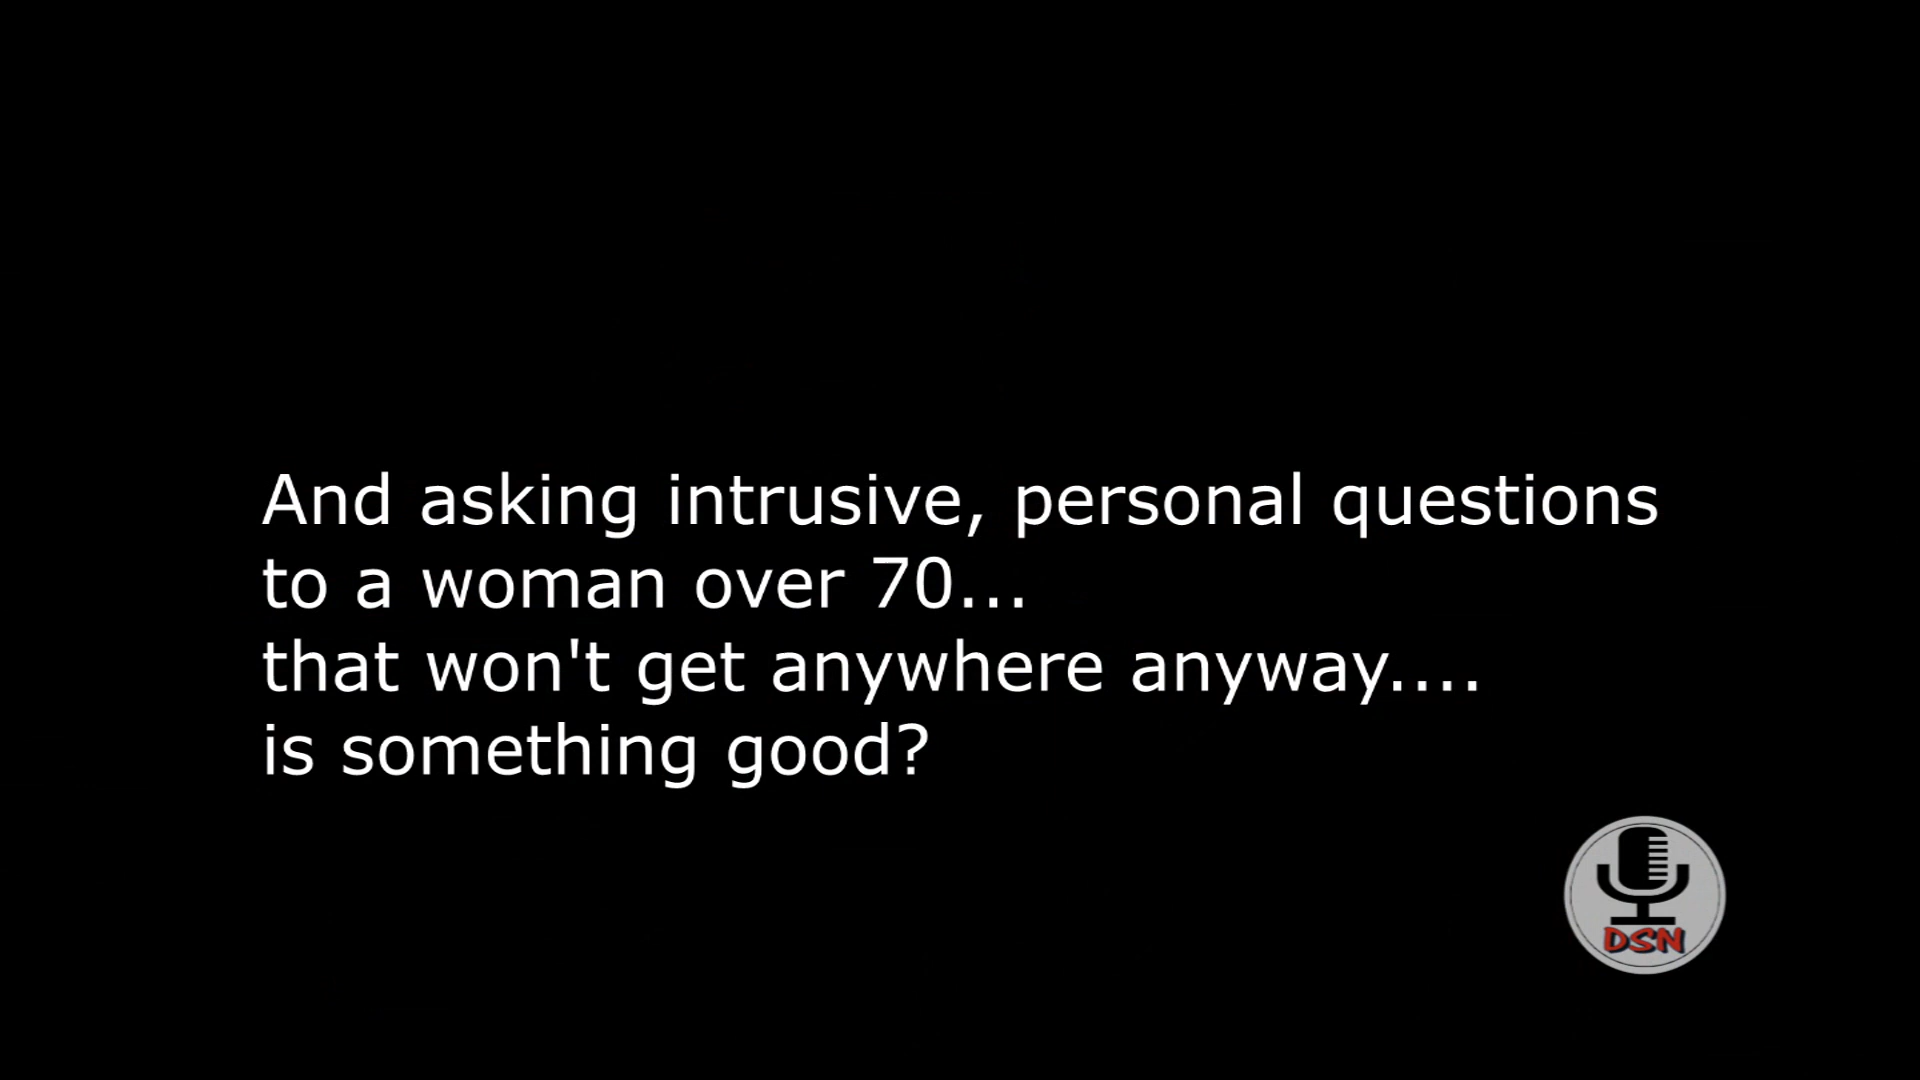 And asking intrusive, personal questions
to a woman over 70...
that won't get anywhere anyway....
is something good?
DSN